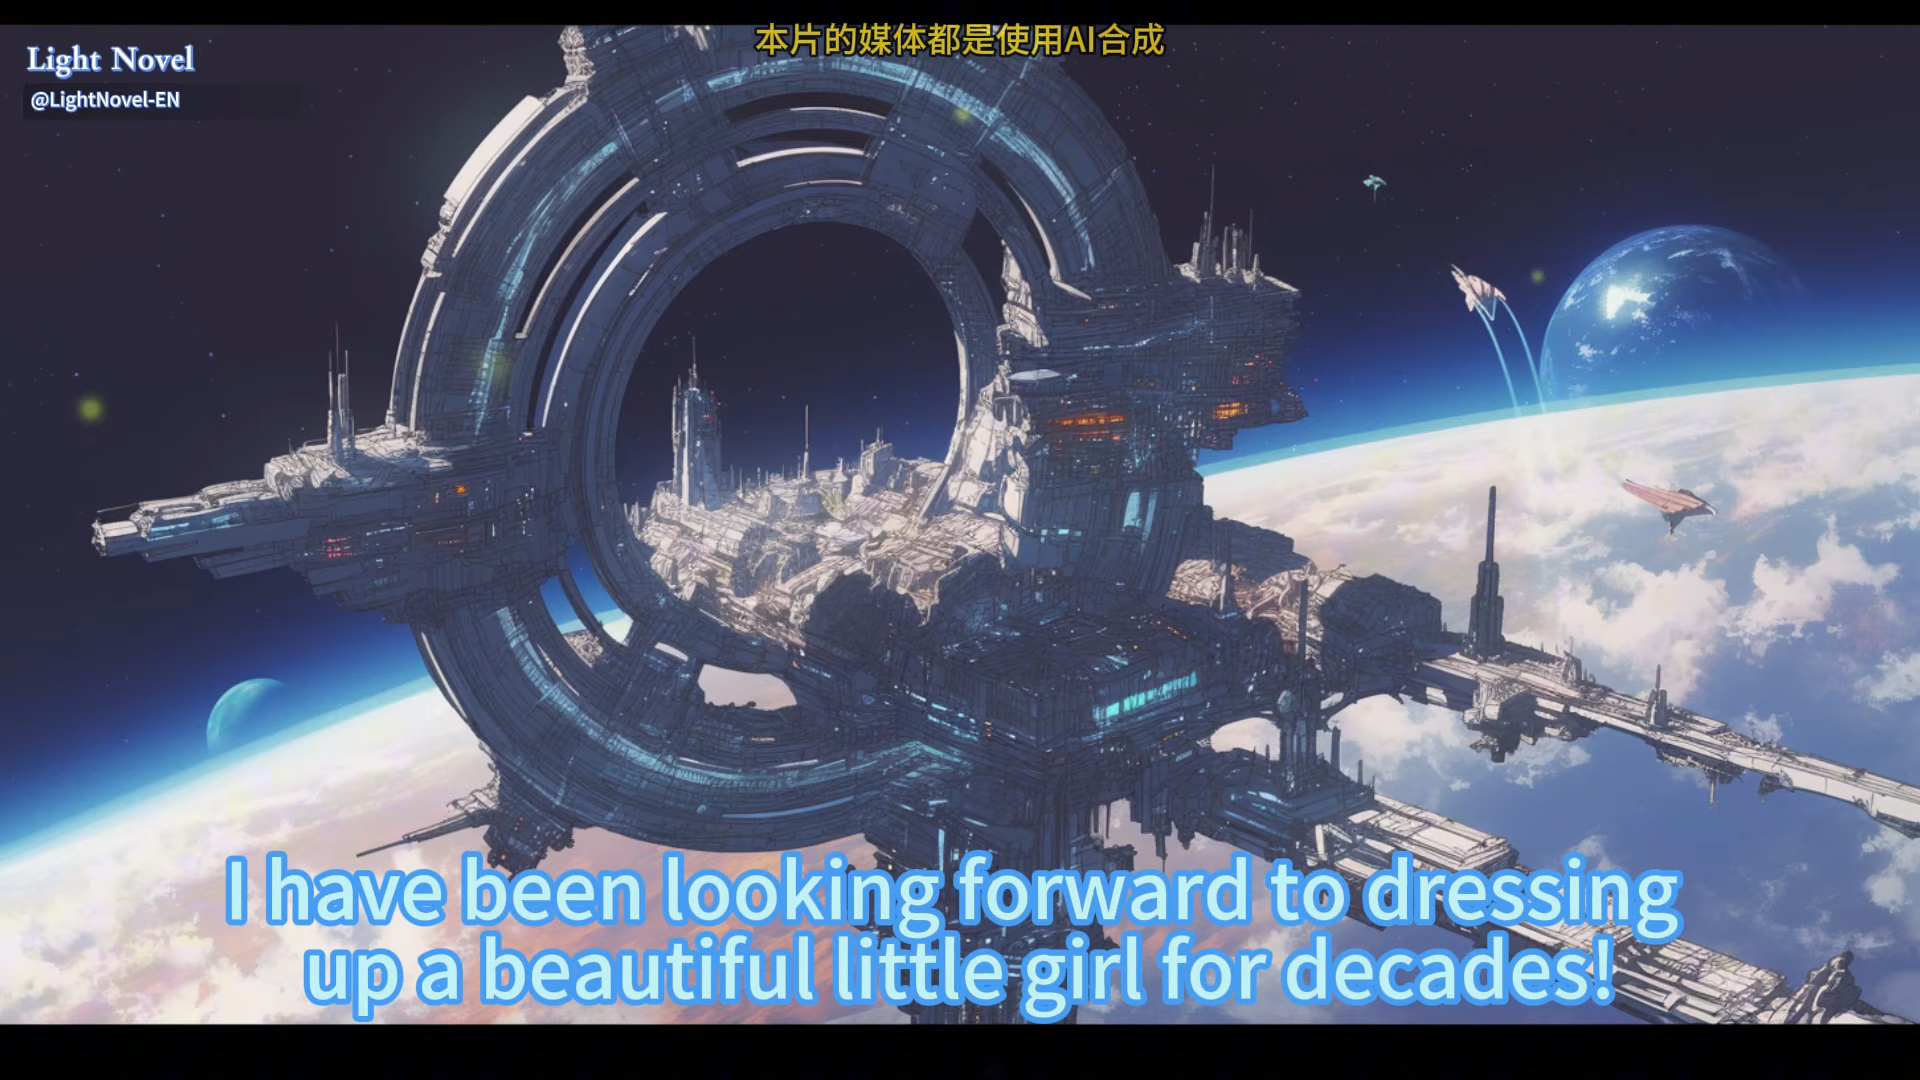 本片的媒体都是使用AI合成
Light Novel
@LightNovel-EN
I have been looking forward to dressing
up a beautiful little girl for decades!